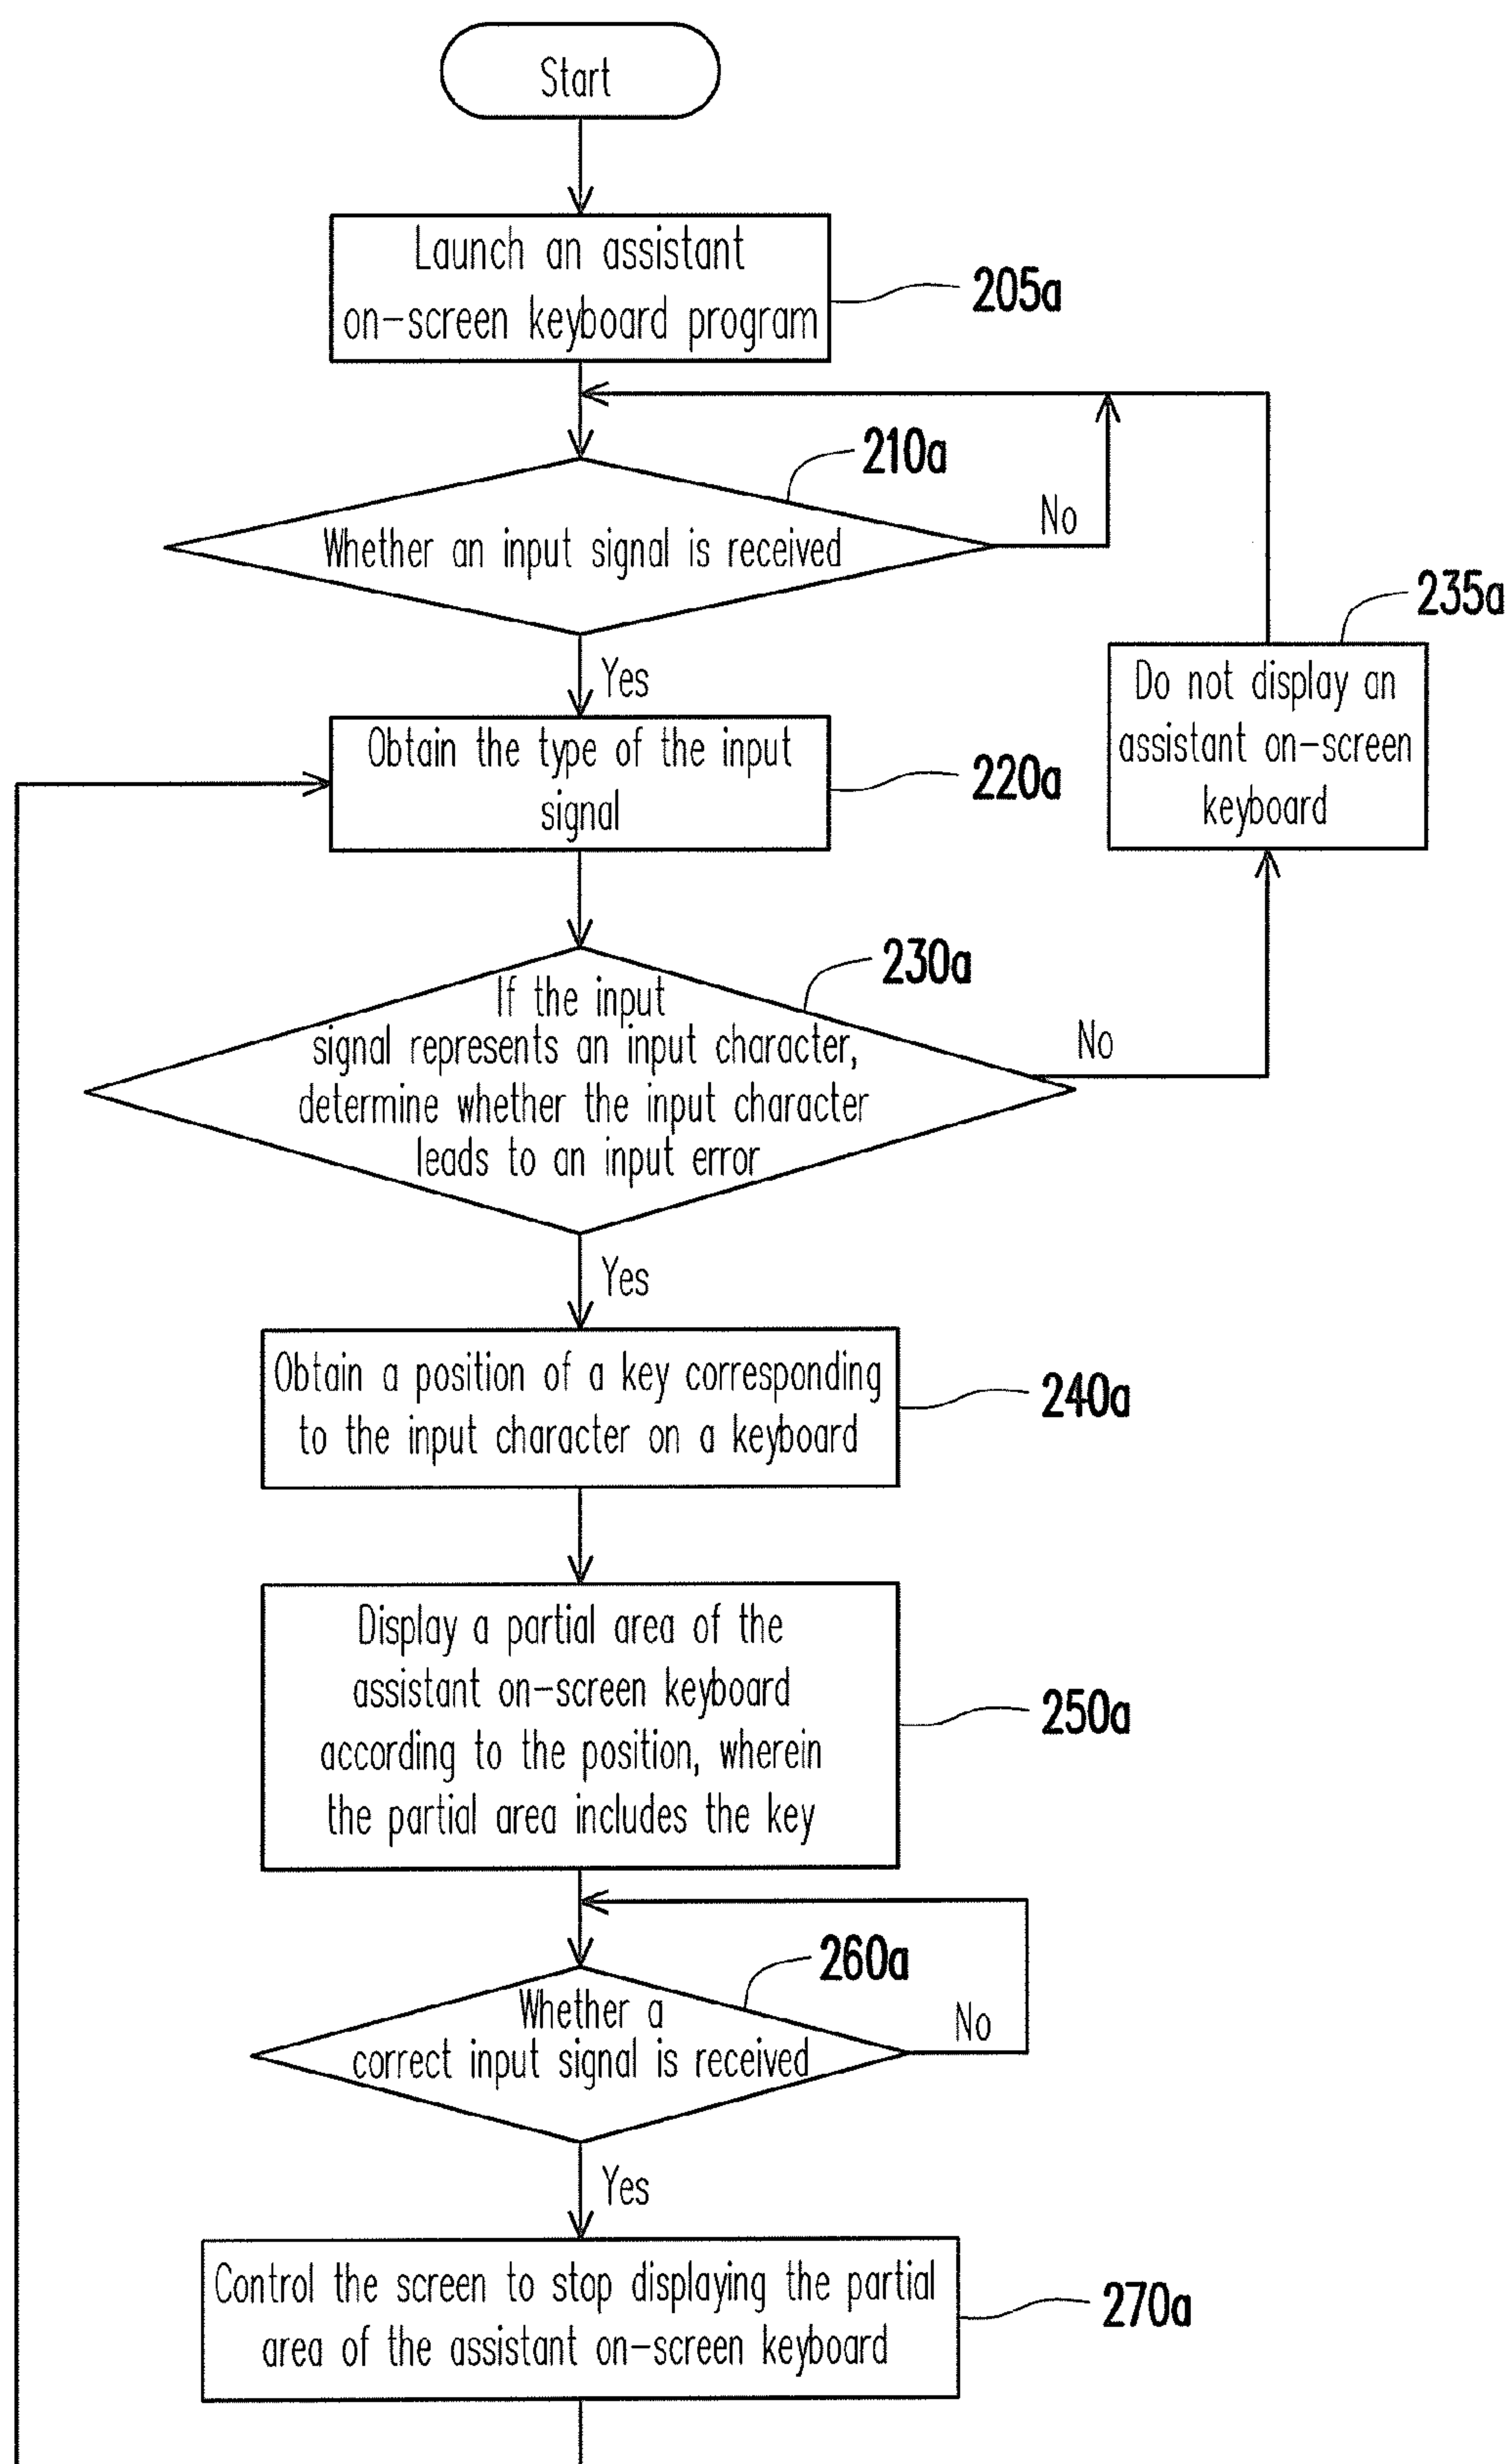 Start
Launch an assistant
on-screen keyboard program
205a
210a
Whether an input signal is received
No
Yes
235a
Do not display an
assistant on-screen
keyboard
Obtain the type of the input
signal
220a
230a
If the input
signal represents an input character,
determine whether the input character
leads to an input error
No
Yes
Obtain a position of a key corresponding
to the input character on a keyboard
240a
Display a partial area of the
assistant on-screen keyboard
according to the position, wherein
the partial area includes the key
250a
260a
Whether a
correct input signal is received
No
Yes
Control the screen to stop displaying the partial
area of the assistant on-screen keyboard
270a